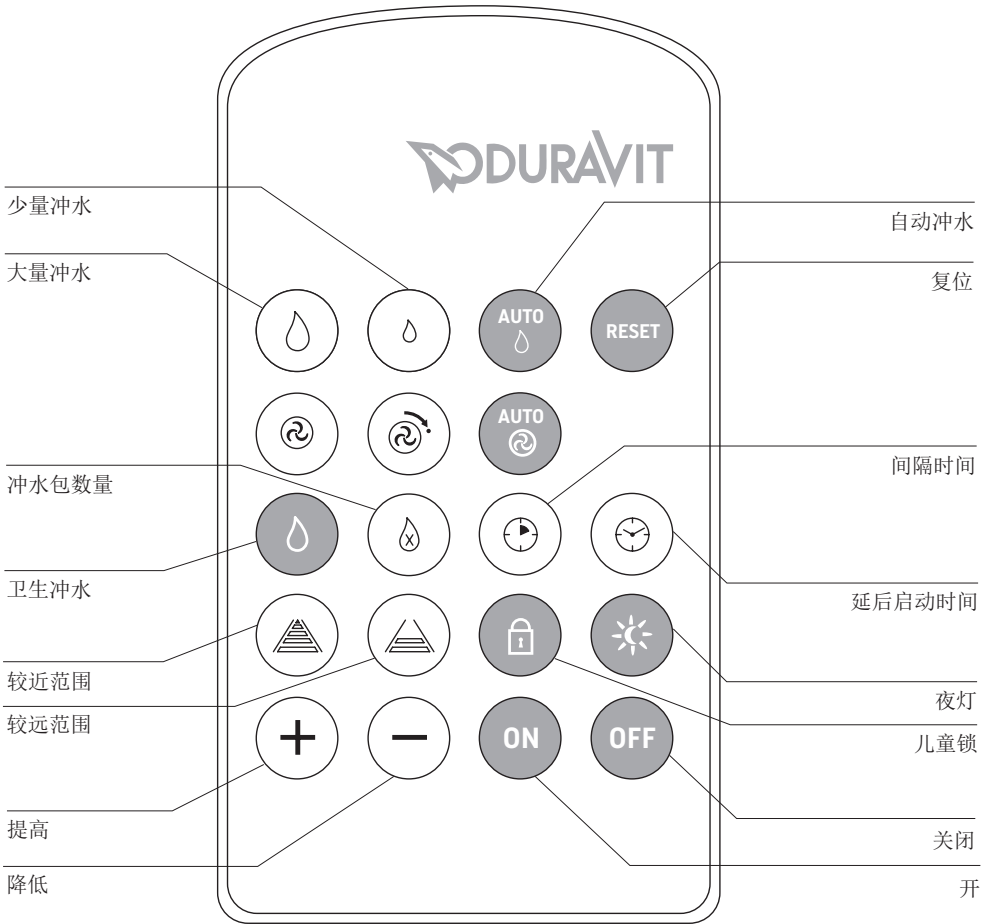 DURAVIT
少量冲水
自动冲水
大量冲水
复位
AUTO
RESET
AUTO
间隔时间
冲水包数量
X
卫生冲水
延后启动时间
较近范围
夜灯
较远范围
儿童锁
+
−
ON
OFF
提高
关闭
降低
开